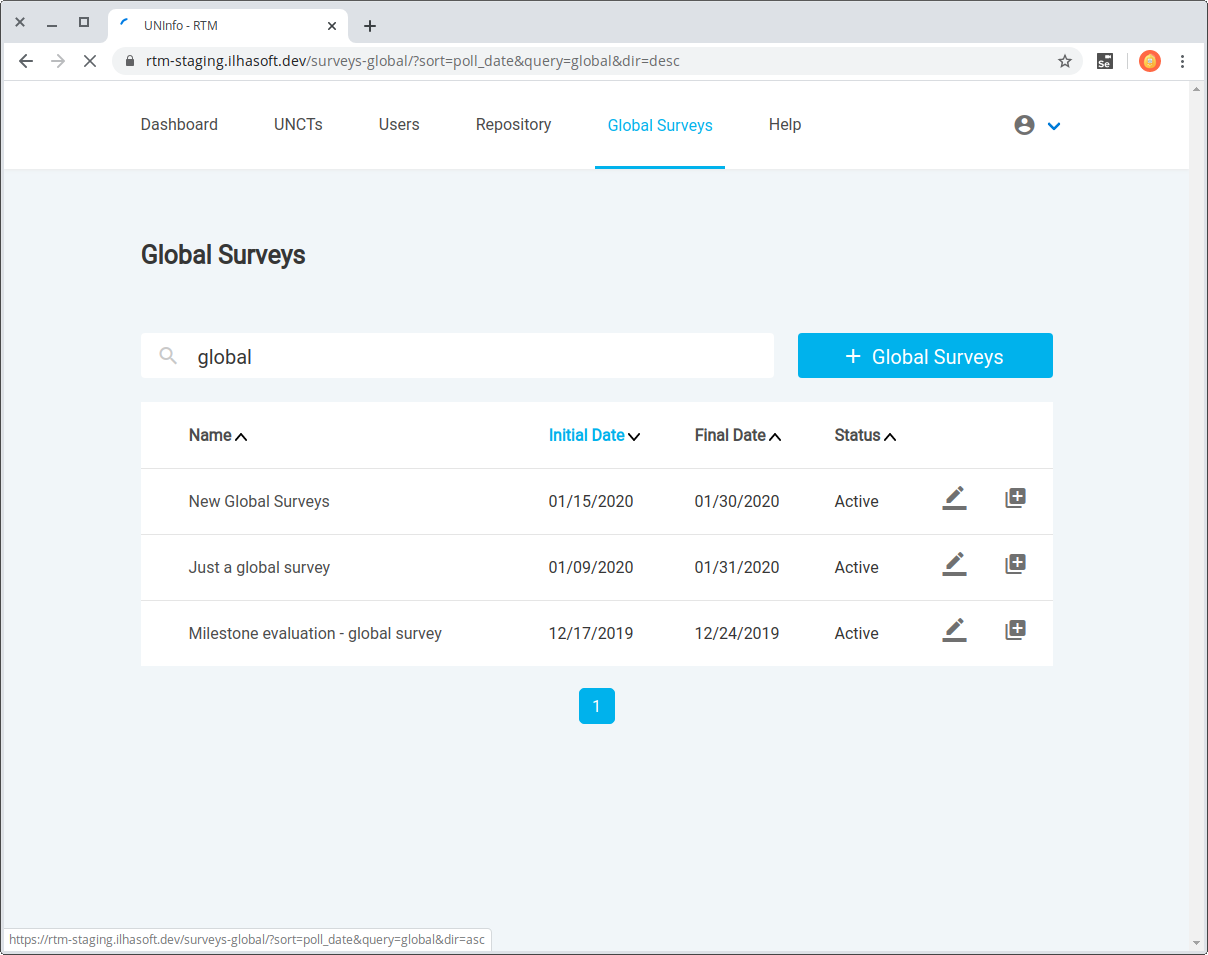 UNInfo - RTM
rtm-staging.ilhasoft.dev/surveys-global/?sort=poll_date&query=global&dir=desc
Se
Dashboard UNCTs Users Repository Global Surveys Help
Global Surveys
global
+ Global Surveys
Name Initial Date Final Date Status
New Global Surveys 01/15/2020 01/30/2020 Active
Just a global survey 01/09/2020 01/31/2020 Active
Milestone evaluation - global survey 12/17/2019 12/24/2019 Active
1
https://rtm-staging.ilhasoft.dev/surveys-global/?sort=poll_date&query=global&dir=asc